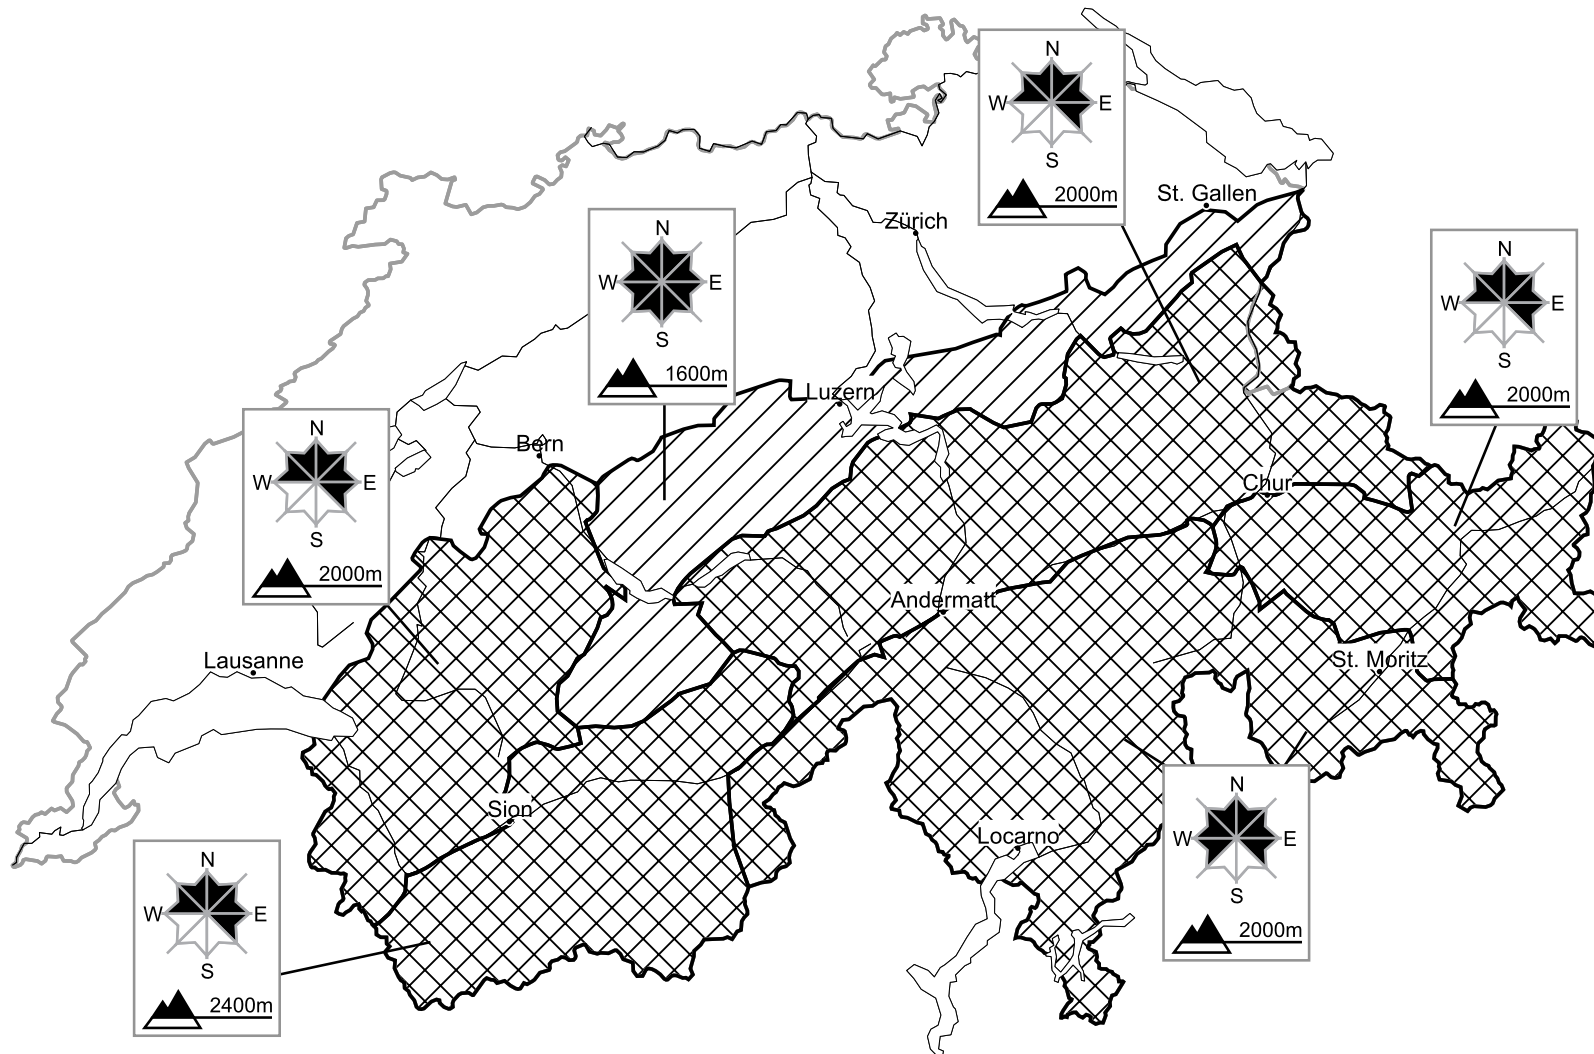 N
W E
S
2000m
St. Gallen
Zürich
N
W E
S
1600m
N
W E
S
2000m
Luzern
Bern
N
W E
S
2000m
Chur
Andermatt
Lausanne
St. Moritz
Sion
Locarno
N
W E
S
2000m
N
W E
S
2400m